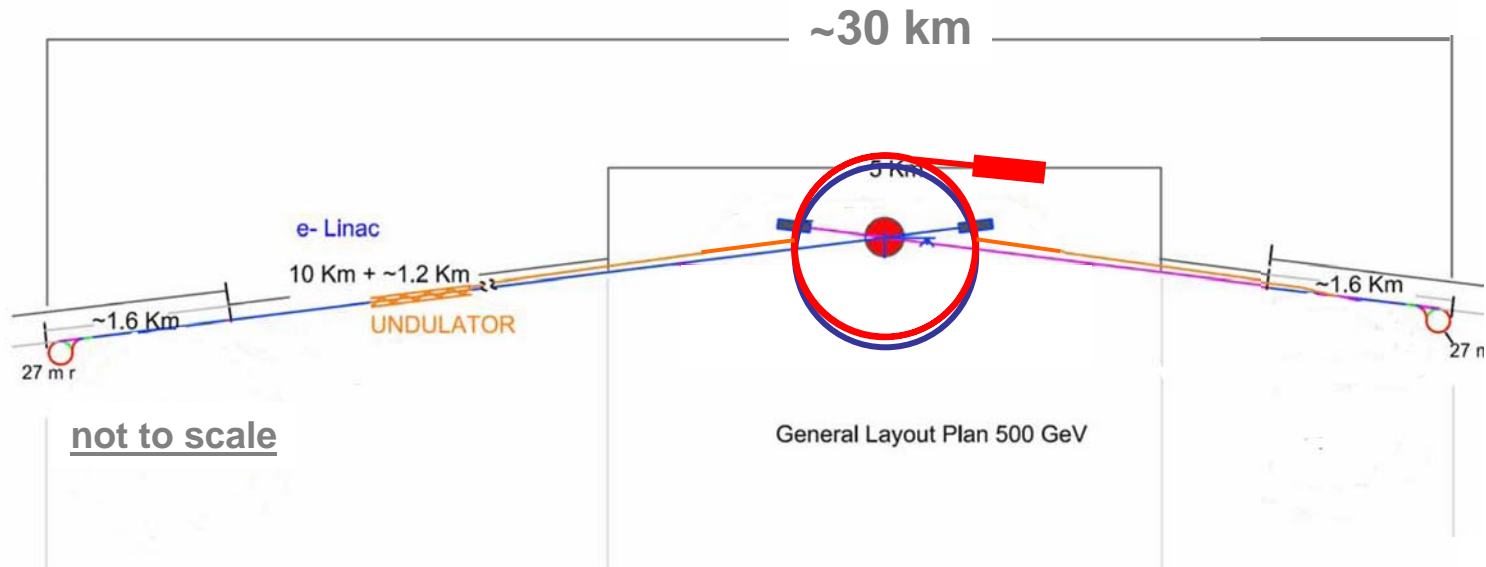 ~30 km
5 Km
e- Linac
10 Km + ~1.2 Km
~1.6 Km
~1.6 Km
UNDULATOR
27 m r
27 m
not to scale
General Layout Plan 500 GeV